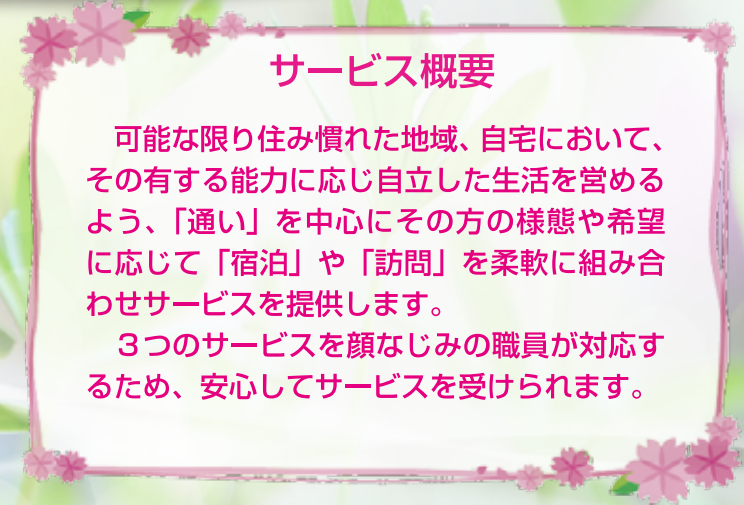 サービス概要
　可能な限り住み慣れた地域、自宅において、
その有する能力に応じ自立した生活を営める
よう、「通い」を中心にその方の様態や希望
に応じて「宿泊」や「訪問」を柔軟に組み合
わせサービスを提供します。
　３つのサービスを顔なじみの職員が対応す
るため、安心してサービスを受けられます。